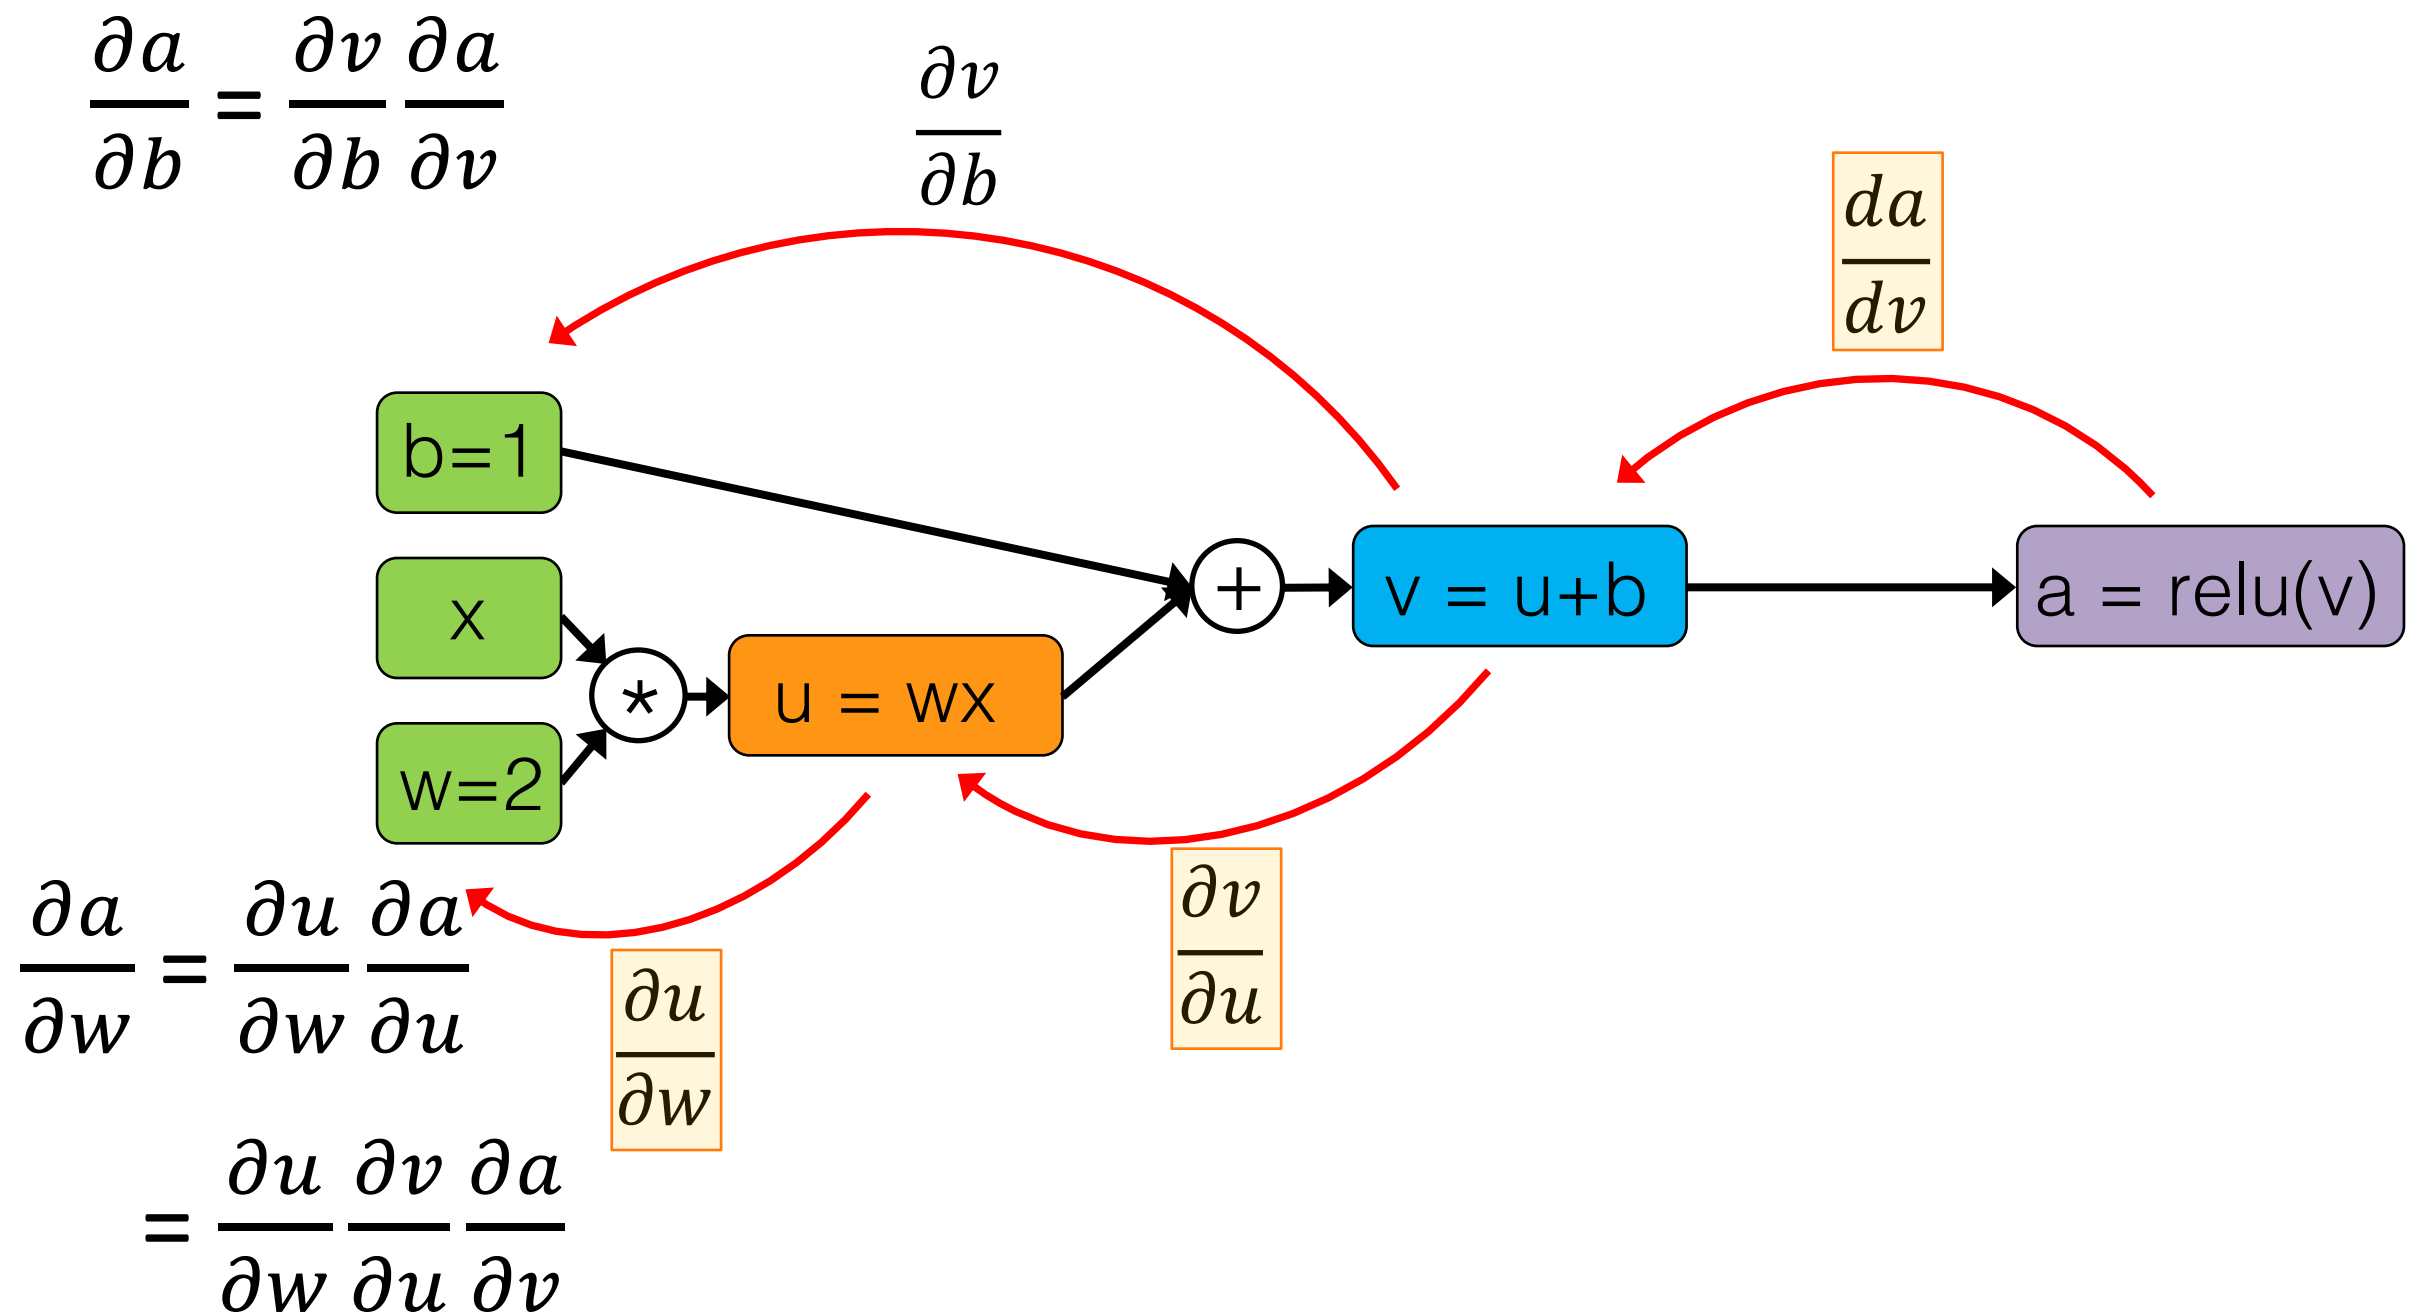 ∂a/∂b = ∂v/∂b ∂a/∂v
∂v/∂b
da/dv
b=1
x
w=2
*
u = wx
+
v = u+b
a = relu(v)
∂a/∂w = ∂u/∂w ∂a/∂u
∂u/∂w
∂v/∂u
= ∂u/∂w ∂v/∂u ∂a/∂v